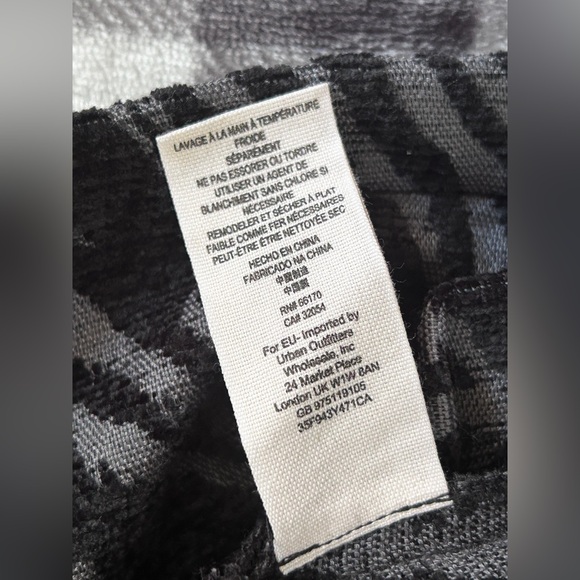 LAVAGE À LA MAIN À TEMPÉRATURE
FROIDE
SÉPARÉMENT
NE PAS ESSORER OU TORDRE
UTILISER UN AGENT DE
BLANCHIMENT SANS CHLORE SI
NÉCESSAIRE
REMODELER ET SÉCHER À PLAT
FAIBLE COMME FER NÉCESSAIRES
PEUT-ÊTRE ÊTRE NETTOYÉE SEC
HECHO EN CHINA
FABRICADO NA CHINA
中國制造
中国製
RN# 66170
CA# 32054
For EU- Imported by
Urban Outfitters
Wholesale, Inc
24 Market Place
London UK W1W 8AN
GB 975119105
35F943Y471CA